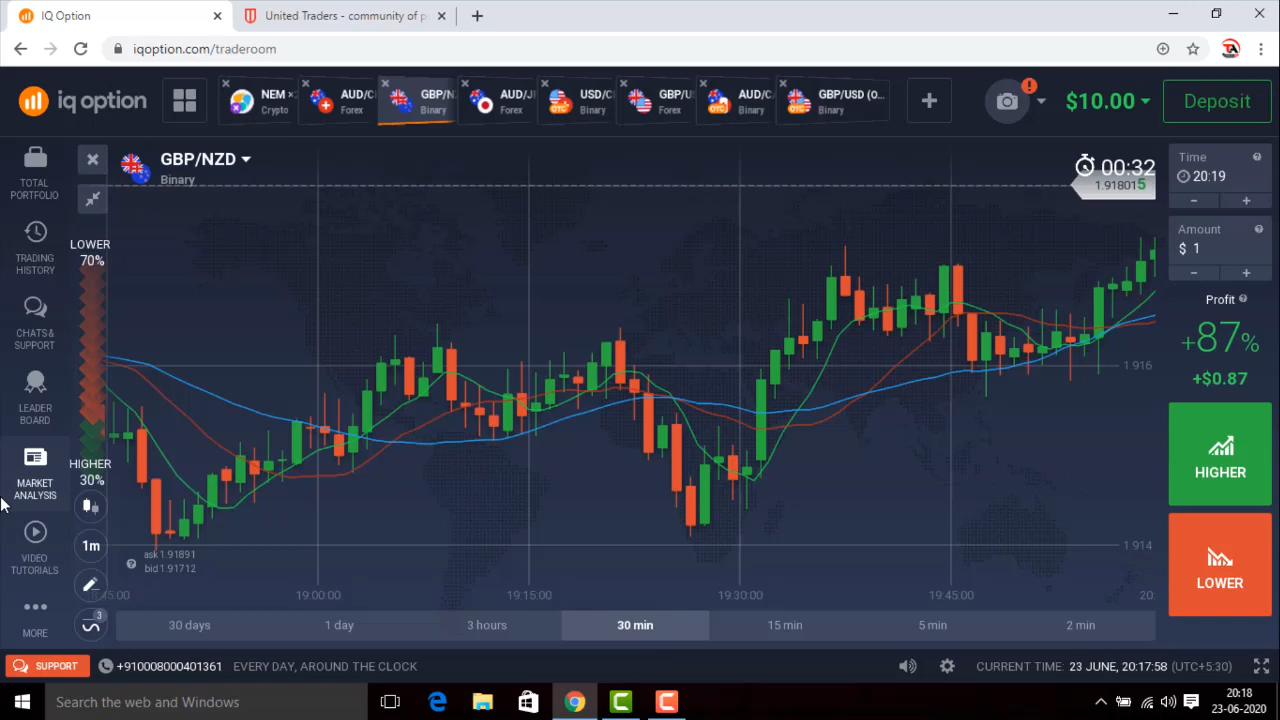 IQ Option
United Traders - community of p
iqoption.com/traderoom
iq option
NEM
Crypto
AUD/C
Forex
GBP/N
Binary
AUD/J
Forex
USD/C
Binary
GBP/U
Forex
AUD/C
Binary
GBP/USD (O...
Binary
$10.00
Deposit
TOTAL
PORTFOLIO
TRADING
HISTORY
CHATS &
SUPPORT
LEADER
BOARD
MARKET
ANALYSIS
VIDEO
TUTORIALS
MORE
GBP/NZD
Binary
LOWER
70%
HIGHER
30%
1m
3
ask 1.91891
bid 1.91712
00:32
1.918015
1.916
1.914
:45:00
19:00:00
19:15:00
19:30:00
19:45:00
20:
30 days
1 day
3 hours
30 min
15 min
5 min
2 min
Time
20:19
- +
Amount
$ 1
- +
Profit
+87%
+$0.87
HIGHER
LOWER
SUPPORT
+910008000401361
EVERY DAY, AROUND THE CLOCK
CURRENT TIME: 23 JUNE, 20:17:58 (UTC+5:30)
Search the web and Windows
20:18
23-06-2020